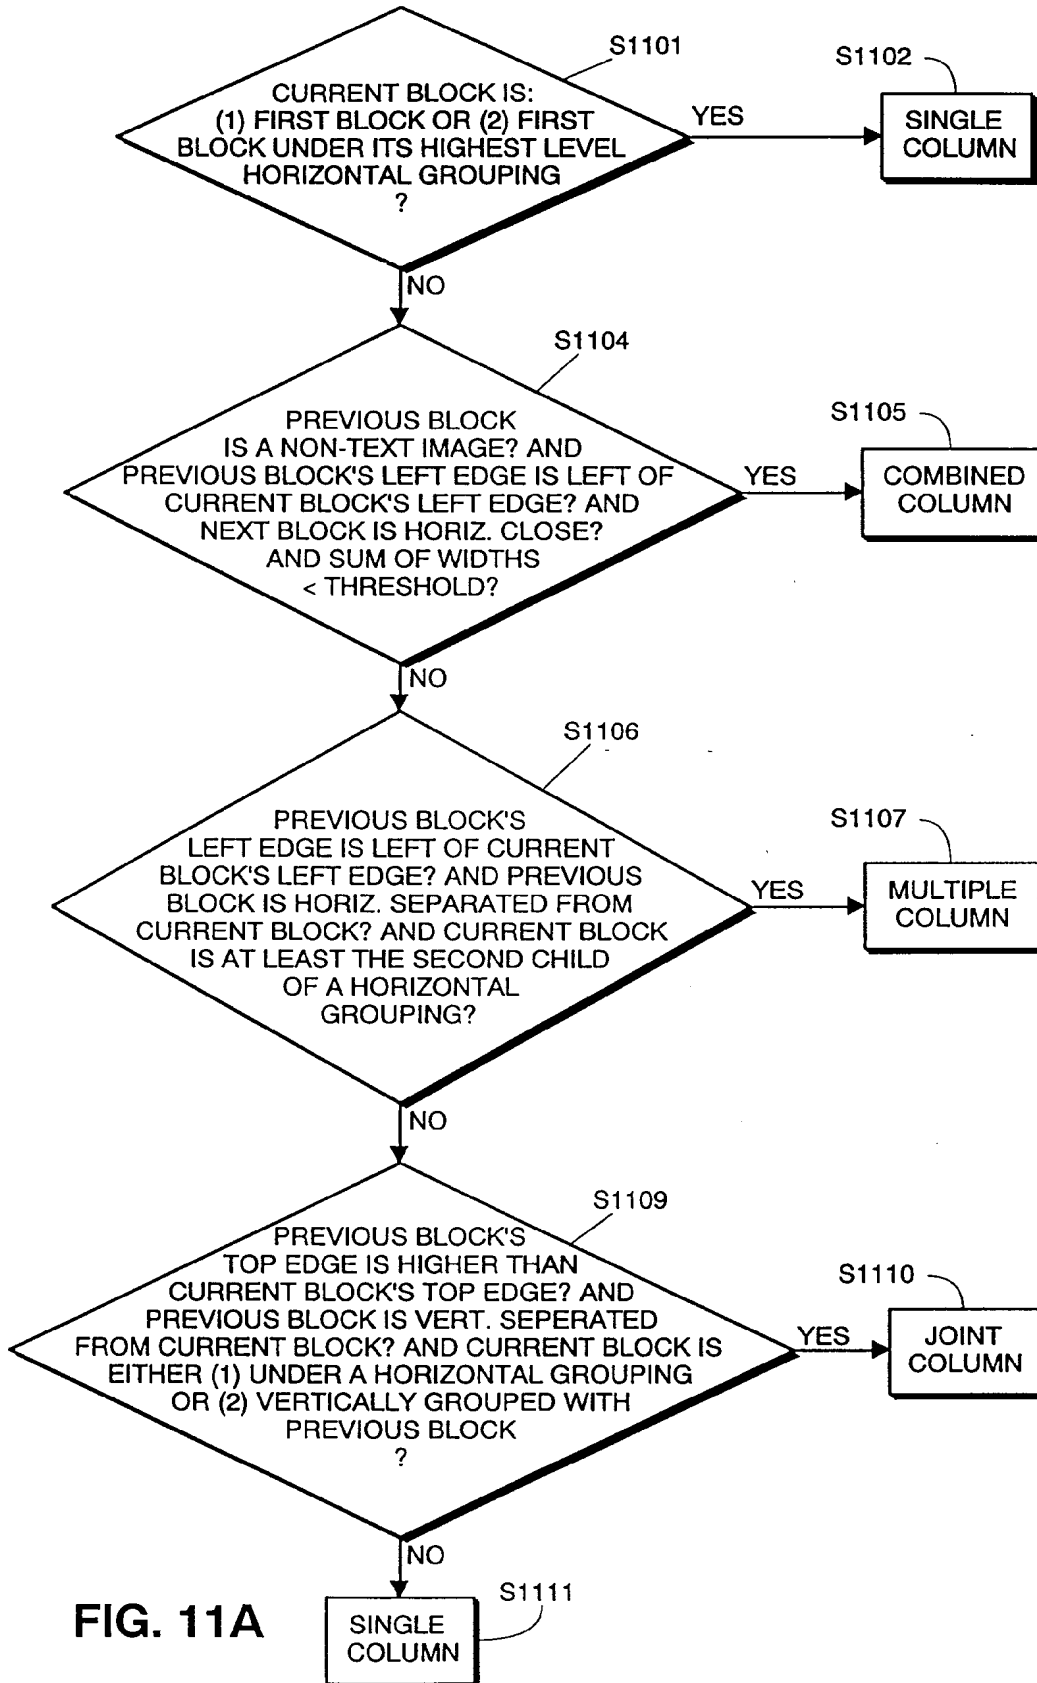 S1101
CURRENT BLOCK IS:
(1) FIRST BLOCK OR (2) FIRST
BLOCK UNDER ITS HIGHEST LEVEL
HORIZONTAL GROUPING
?
YES
S1102
SINGLE
COLUMN
NO
S1104
PREVIOUS BLOCK
IS A NON-TEXT IMAGE? AND
PREVIOUS BLOCK'S LEFT EDGE IS LEFT OF
CURRENT BLOCK'S LEFT EDGE? AND
NEXT BLOCK IS HORIZ. CLOSE?
AND SUM OF WIDTHS
< THRESHOLD?
YES
S1105
COMBINED
COLUMN
NO
S1106
PREVIOUS BLOCK'S
LEFT EDGE IS LEFT OF CURRENT
BLOCK'S LEFT EDGE? AND PREVIOUS
BLOCK IS HORIZ. SEPARATED FROM
CURRENT BLOCK? AND CURRENT BLOCK
IS AT LEAST THE SECOND CHILD
OF A HORIZONTAL
GROUPING?
YES
S1107
MULTIPLE
COLUMN
NO
S1109
PREVIOUS BLOCK'S
TOP EDGE IS HIGHER THAN
CURRENT BLOCK'S TOP EDGE? AND
PREVIOUS BLOCK IS VERT. SEPERATED
FROM CURRENT BLOCK? AND CURRENT BLOCK IS
EITHER (1) UNDER A HORIZONTAL GROUPING
OR (2) VERTICALLY GROUPED WITH
PREVIOUS BLOCK
?
YES
S1110
JOINT
COLUMN
NO
S1111
SINGLE
COLUMN
FIG. 11A